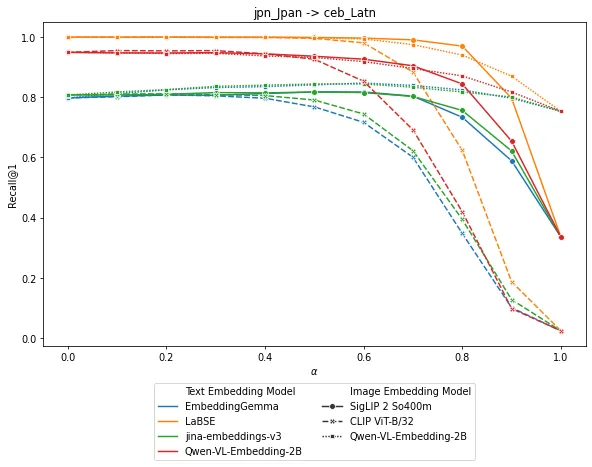 jpn_Jpan -> ceb_Latn
1.0
0.8
0.6
0.4
0.2
0.0
Recall@1
0.0 0.2 0.4 0.6 0.8 1.0
α
Text Embedding Model
EmbeddingGemma
LaBSE
jina-embeddings-v3
Qwen-VL-Embedding-2B
Image Embedding Model
SigLIP 2 So400m
CLIP ViT-B/32
Qwen-VL-Embedding-2B